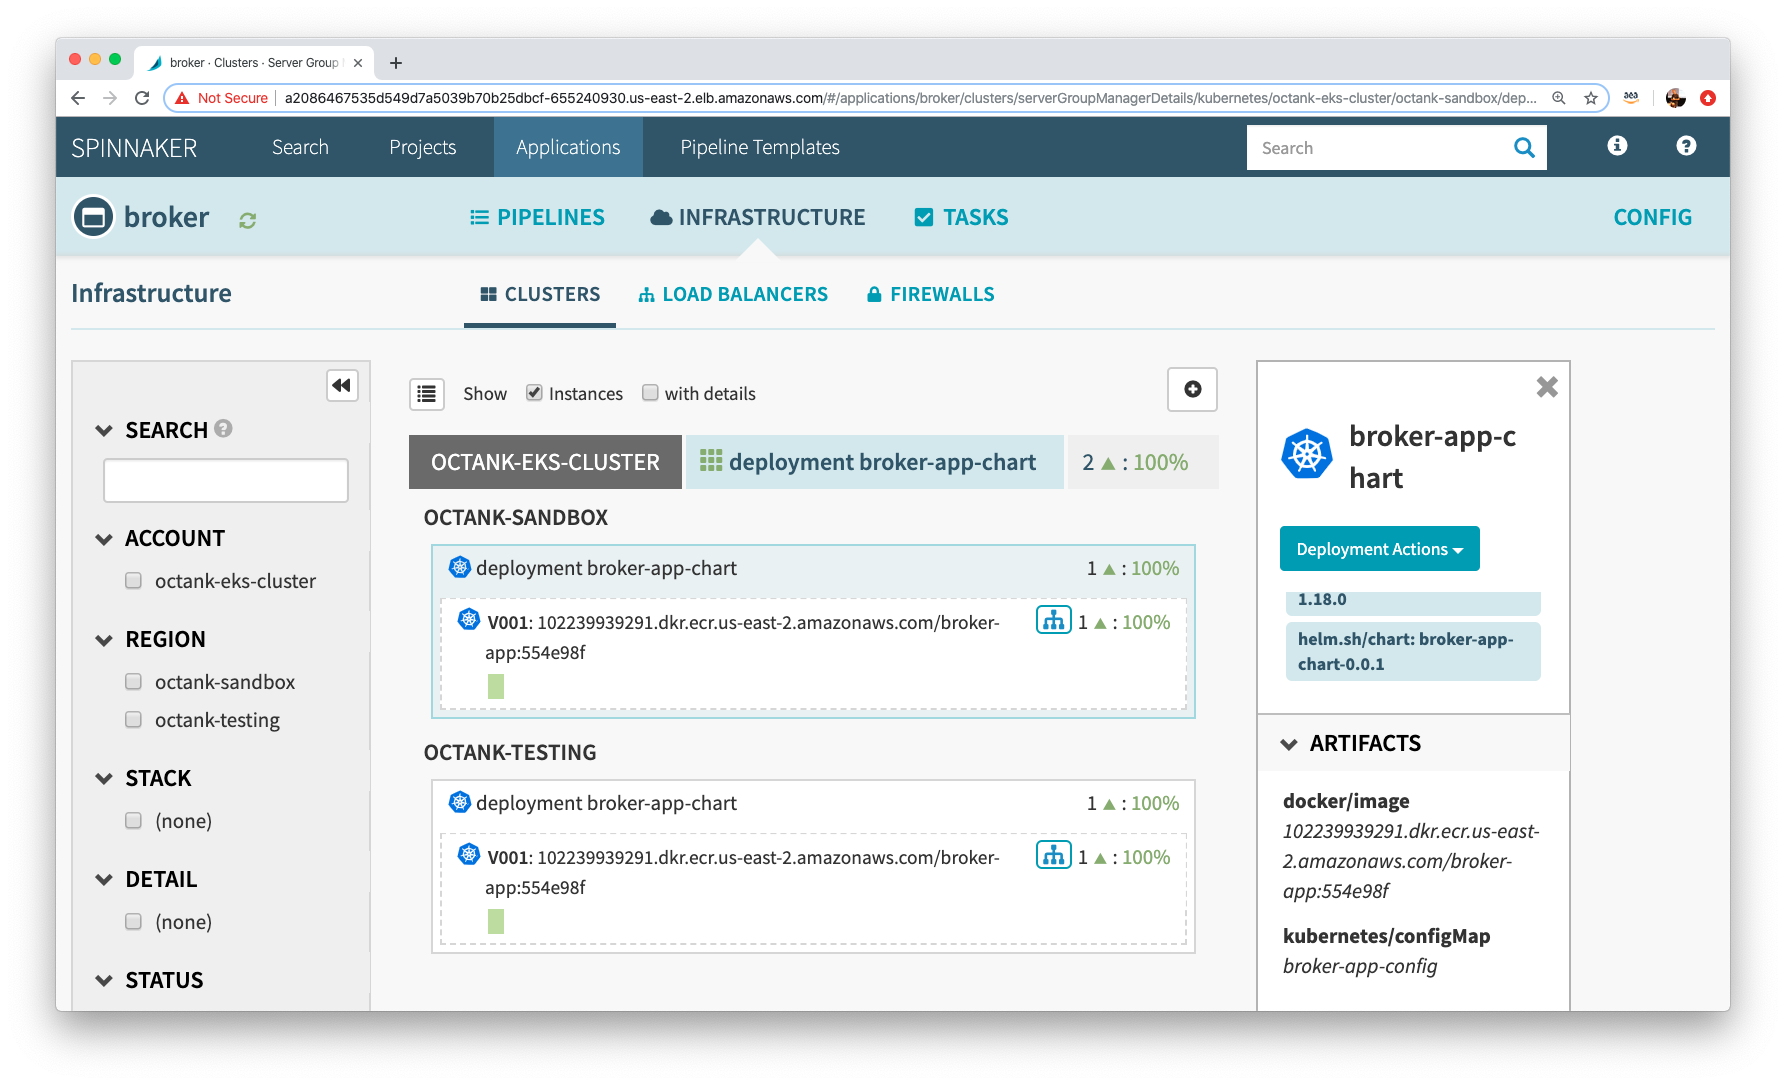 broker · Clusters · Server Group
Not Secure
a2086467535d549d7a5039b70b25dbcf-655240930.us-east-2.elb.amazonaws.com/#/applications/broker/clusters/serverGroupManagerDetails/kubernetes/octank-eks-cluster/octank-sandbox/dep...
SPINNAKER
Search
Projects
Applications
Pipeline Templates
Search
broker
PIPELINES
INFRASTRUCTURE
TASKS
CONFIG
Infrastructure
CLUSTERS
LOAD BALANCERS
FIREWALLS
SEARCH
ACCOUNT
octank-eks-cluster
REGION
octank-sandbox
octank-testing
STACK
(none)
DETAIL
(none)
STATUS
Show
Instances
with details
OCTANK-EKS-CLUSTER
deployment broker-app-chart
2 ▲ : 100%
OCTANK-SANDBOX
deployment broker-app-chart
1 ▲ : 100%
V001: 102239939291.dkr.ecr.us-east-2.amazonaws.com/broker-
app:554e98f
1 ▲ : 100%
OCTANK-TESTING
deployment broker-app-chart
1 ▲ : 100%
V001: 102239939291.dkr.ecr.us-east-2.amazonaws.com/broker-
app:554e98f
1 ▲ : 100%
broker-app-c
hart
Deployment Actions
1.18.0
helm.sh/chart: broker-app-
chart-0.0.1
ARTIFACTS
docker/image
102239939291.dkr.ecr.us-east-
2.amazonaws.com/broker-
app:554e98f
kubernetes/configMap
broker-app-config